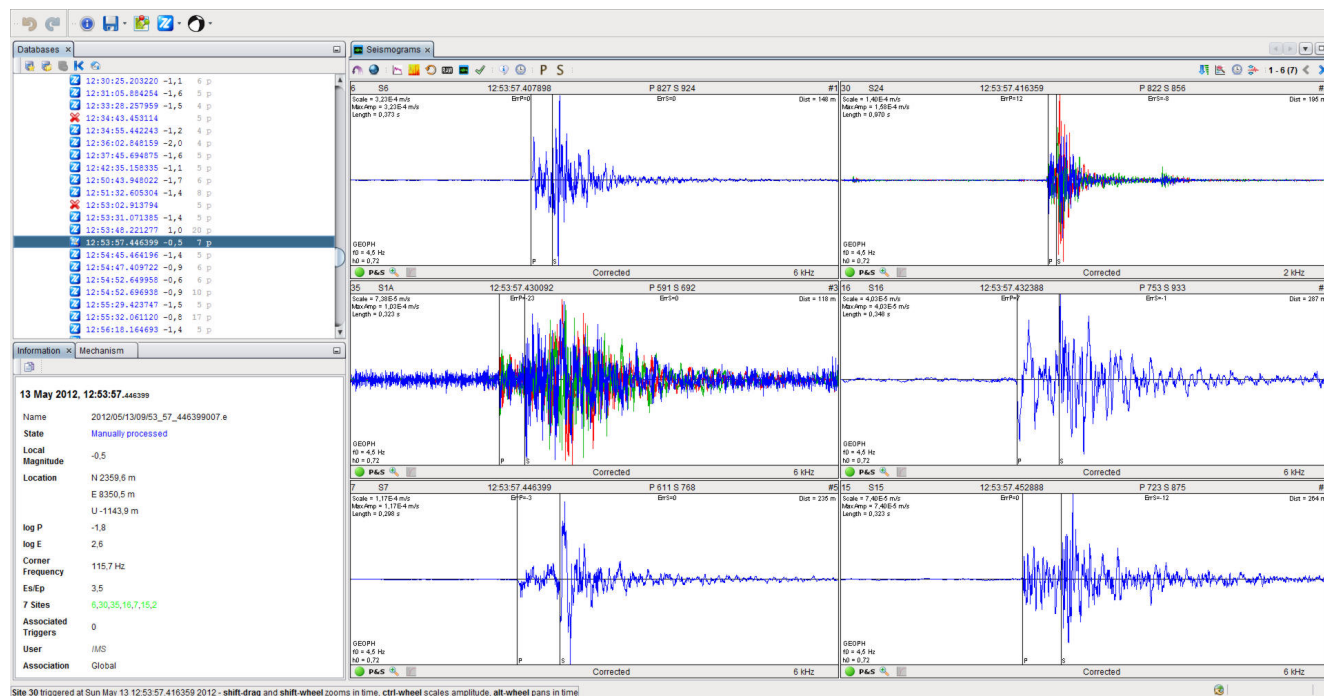 Databases ×
12:30:25.203220 -1,1 6 p
12:31:05.884254 -1,6 5 p
12:33:28.257959 -1,5 4 p
12:34:43.453114 5 p
12:34:55.442243 -1,2 4 p
12:36:02.848159 -2,0 4 p
12:37:45.694875 -1,6 5 p
12:42:35.158335 -1,1 5 p
12:50:43.948022 -1,7 6 p
12:51:32.605304 -1,4 8 p
12:53:02.913794 5 p
12:53:31.071385 -1,4 5 p
12:53:48.221277 1,0 20 p
12:53:57.446399 -0,5 7 p
12:54:45.464196 -1,4 5 p
12:54:47.409722 -0,9 6 p
12:54:52.649958 -0,6 6 p
12:54:52.696938 -0,9 10 p
12:55:29.423747 -1,5 5 p
12:55:32.061120 -0,8 17 p
12:56:18.164693 -1,4 5 p
Information × Mechanism
13 May 2012, 12:53:57.446399
Name 2012/05/13/09/53_57_446399007.e
State Manually processed
Local Magnitude -0,5
Location N 2359,6 m
E 8350,5 m
U -1143,9 m
log P -1,8
log E 2,6
Corner Frequency 115,7 Hz
Es/Ep 3,5
7 Sites 6,30,35,16,7,15,2
Associated Triggers 0
User IMS
Association Global
Seismograms ×
P S
1 - 6 (7)
6 S6 12:53:57.407898 P 827 S 924 #1
Scale = 3,23E-4 m/s ErrP=0 ErrS=0 Dist = 148 m
MaxAmp = 3,23E-4 m/s
Length = 0,373 s
GEOPH
f0 = 4,5 Hz
h0 = 0,72
P S
P&S Corrected 6 kHz
30 S24 12:53:57.416359 P 822 S 856 #
Scale = 1,40E-4 m/s ErrP=12 ErrS=-8 Dist = 195 m
MaxAmp = 1,58E-4 m/s
Length = 0,970 s
GEOPH
f0 = 4,5 Hz
h0 = 0,72
P S
P&S Corrected 2 kHz
35 S1A 12:53:57.430092 P 591 S 692 #3
Scale = 7,38E-5 m/s ErrP=-23 ErrS=0 Dist = 118 m
MaxAmp = 1,03E-4 m/s
Length = 0,323 s
GEOPH
f0 = 4,5 Hz
h0 = 0,72
P S
P&S Corrected 6 kHz
16 S16 12:53:57.432388 P 753 S 933 #
Scale = 4,03E-5 m/s ErrS=-1 Dist = 287 m
MaxAmp = 4,03E-5 m/s
Length = 0,348 s
GEOPH
f0 = 4,5 Hz
h0 = 0,72
P S
P&S Corrected 6 kHz
7 S7 12:53:57.446399 P 611 S 768 #5
Scale = 1,17E-4 m/s ErrP=-3 ErrS=0 Dist = 235 m
MaxAmp = 1,17E-4 m/s
Length = 0,298 s
GEOPH
f0 = 4,5 Hz
h0 = 0,72
P S
P&S Corrected 6 kHz
15 S15 12:53:57.452888 P 723 S 875 #
Scale = 7,40E-5 m/s ErrP=0 ErrS=-12 Dist = 264 m
MaxAmp = 7,40E-5 m/s
Length = 0,323 s
GEOPH
f0 = 4,5 Hz
h0 = 0,72
P S
P&S Corrected 6 kHz
Site 30 triggered at Sun May 13 12:53:57.416359 2012 - shift-drag and shift-wheel zooms in time, ctrl-wheel scales amplitude, alt-wheel pans in time